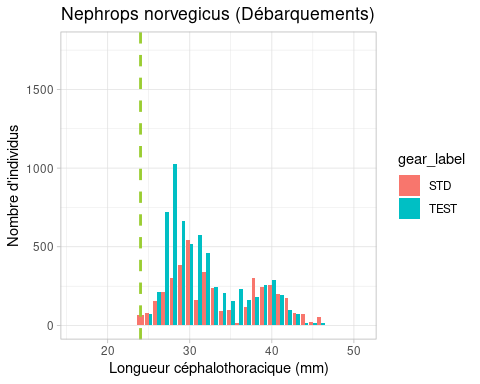 Nephrops norvegicus (Débarquements)
Nombre d'individus
1500
1000
500
0
20 30 40 50
Longueur céphalothoracique (mm)
gear_label
STD
TEST